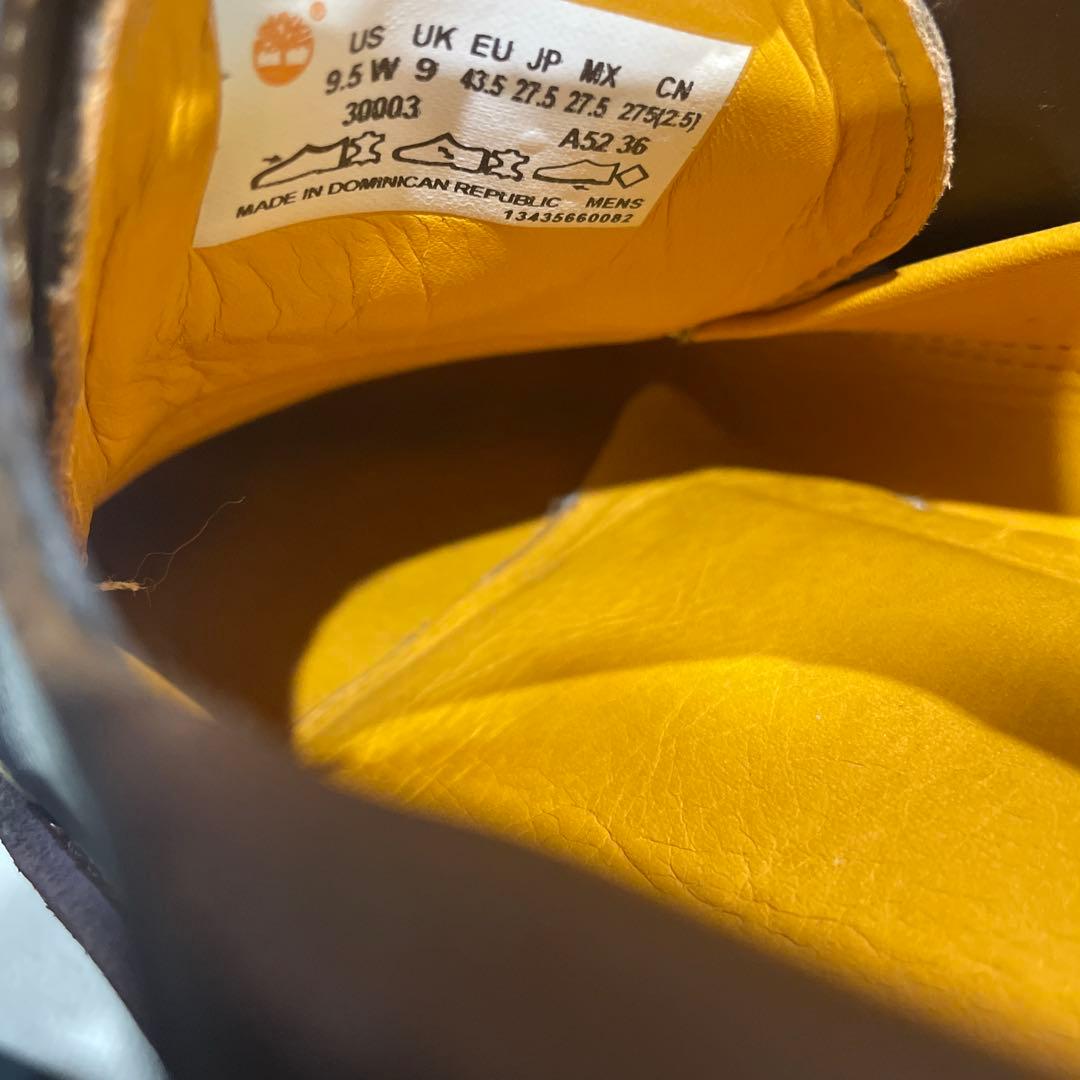 US UK EU JP MX CN
9.5 W 9 43.5 27.5 27.5 275(2.5)
30003 A52 36
MADE IN DOMINICAN REPUBLIC MENS
13435660082